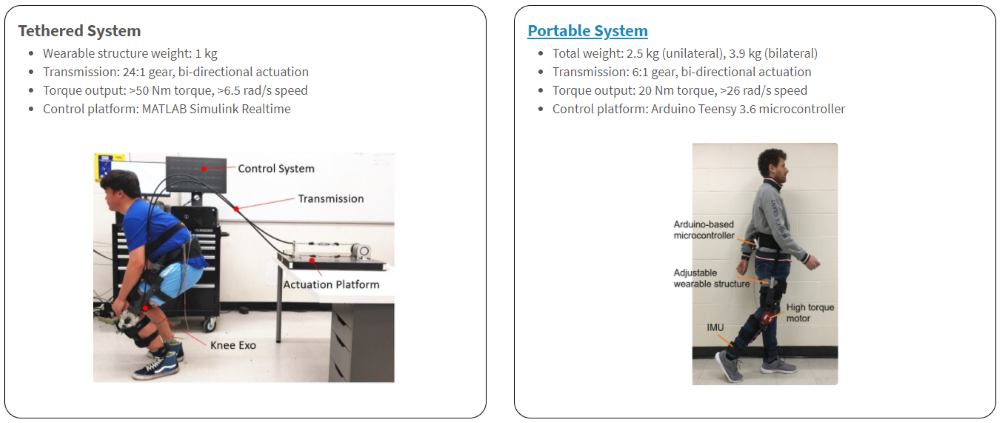 Tethered System
• Wearable structure weight: 1 kg
• Transmission: 24:1 gear, bi-directional actuation
• Torque output: >50 Nm torque, >6.5 rad/s speed
• Control platform: MATLAB Simulink Realtime
Control System
Transmission
Actuation Platform
Knee Exo
Portable System
• Total weight: 2.5 kg (unilateral), 3.9 kg (bilateral)
• Transmission: 6:1 gear, bi-directional actuation
• Torque output: 20 Nm torque, >26 rad/s speed
• Control platform: Arduino Teensy 3.6 microcontroller
Arduino-based
microcontroller
Adjustable
wearable structure
High torque
motor
IMU